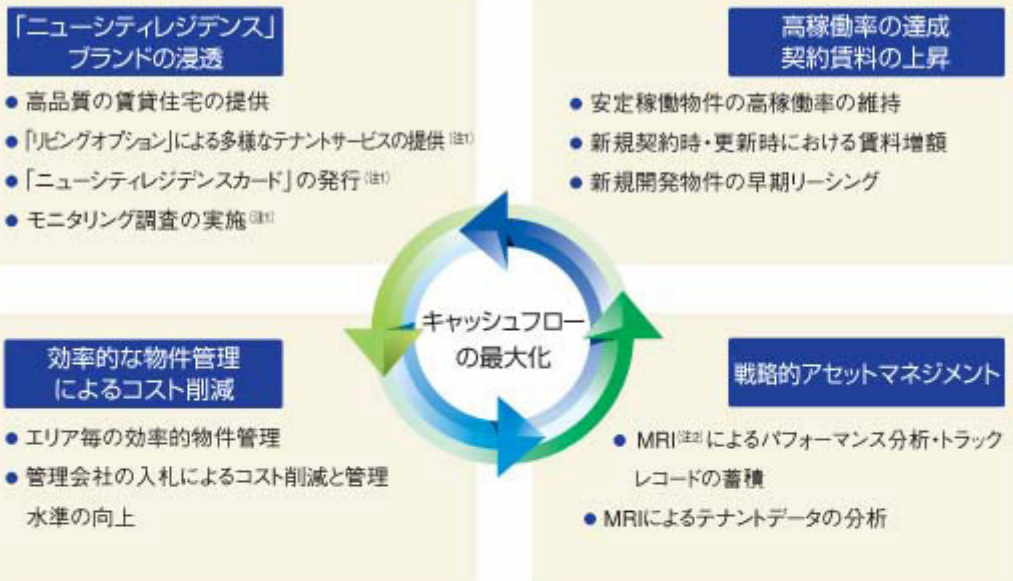 「ニューシティレジデンス」
ブランドの浸透
● 高品質の賃貸住宅の提供
● 「リビングオプション」による多様なテナントサービスの提供(注1)
● 「ニューシティレジデンスカード」の発行(注1)
● モニタリング調査の実施(注1)
高稼働率の達成
契約賃料の上昇
● 安定稼働物件の高稼働率の維持
● 新規契約時・更新時における賃料増額
● 新規開発物件の早期リーシング
キャッシュフロー
の最大化
効率的な物件管理
によるコスト削減
● エリア毎の効率的物件管理
● 管理会社の入札によるコスト削減と管理
水準の向上
戦略的アセットマネジメント
● MRI(注2)によるパフォーマンス分析・トラック
レコードの蓄積
● MRIによるテナントデータの分析